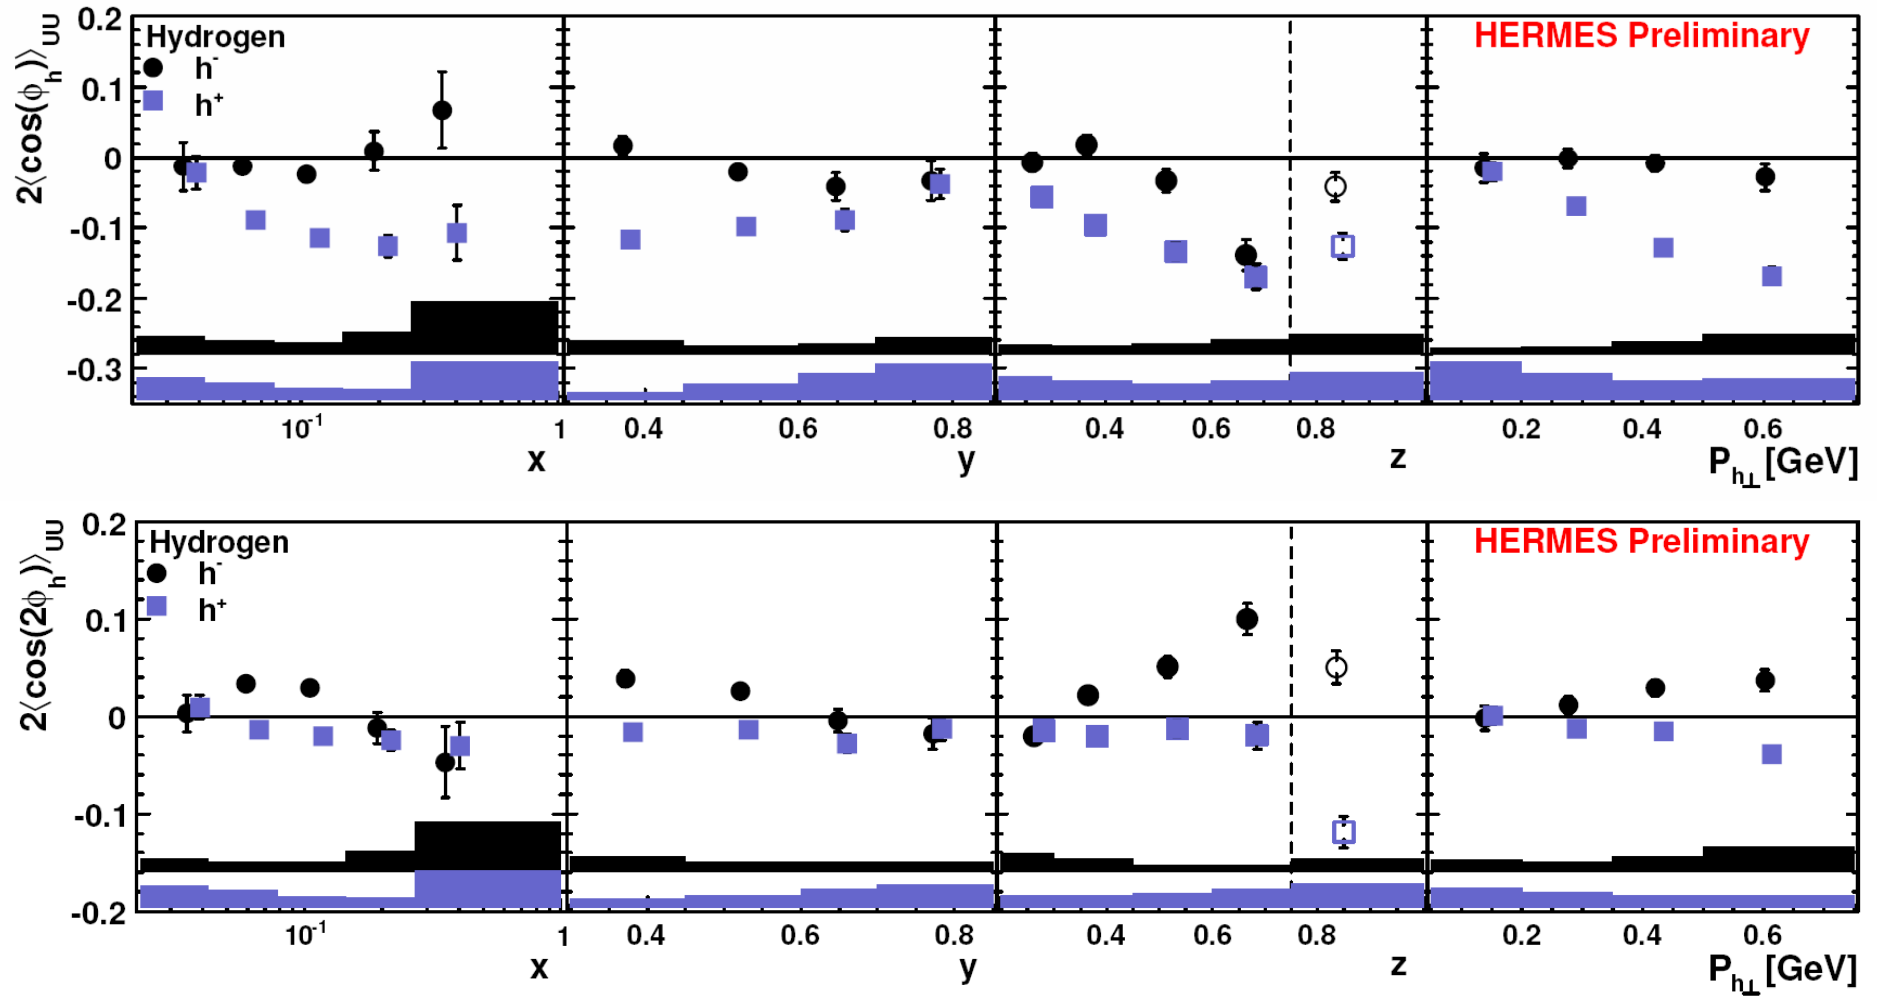 2⟨cos(ϕh)⟩UU
0.2
0.1
0
-0.1
-0.2
-0.3
Hydrogen
h-
h+
HERMES Preliminary
10-1 1 0.4 0.6 0.8 0.4 0.6 0.8 0.2 0.4 0.6
x y z Ph⊥ [GeV]
2⟨cos(2ϕh)⟩UU
0.2
0.1
0
-0.1
-0.2
Hydrogen
h-
h+
HERMES Preliminary
10-1 1 0.4 0.6 0.8 0.4 0.6 0.8 0.2 0.4 0.6
x y z Ph⊥ [GeV]